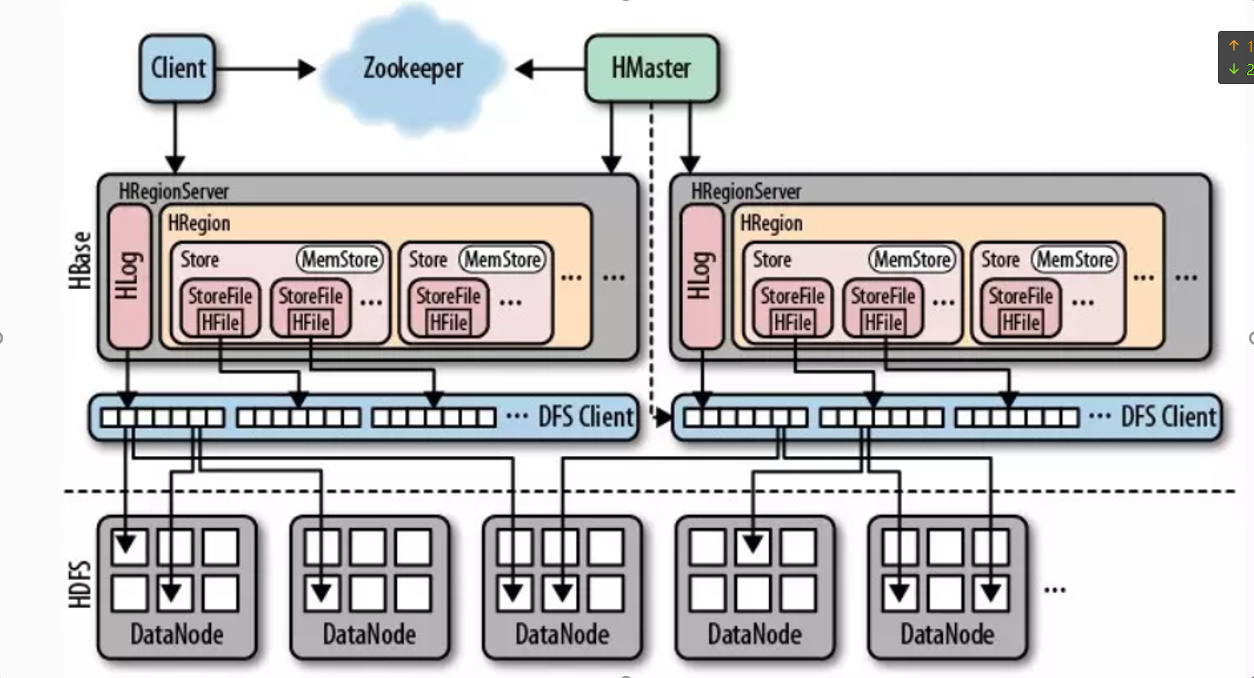 Client
Zookeeper
HMaster
↑ 1
↓ 2
HBase
HRegionServer
HLog
HRegion
Store
MemStore
StoreFile
HFile
StoreFile
HFile
...
Store
MemStore
StoreFile
HFile
...
...
...
HRegionServer
HLog
HRegion
Store
MemStore
StoreFile
HFile
StoreFile
HFile
...
Store
MemStore
StoreFile
HFile
...
...
...
... DFS Client
... DFS Client
HDFS
DataNode
DataNode
DataNode
DataNode
DataNode
...